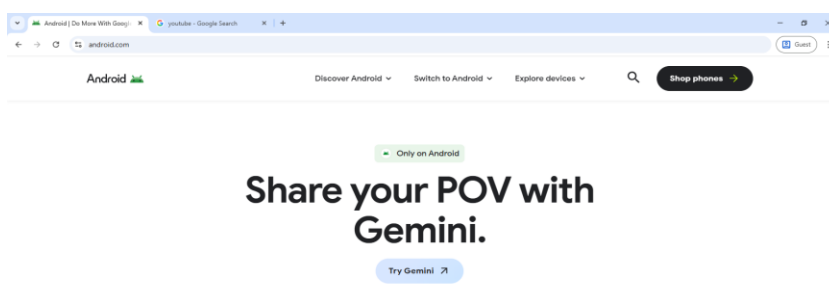 Android | Do More With Googl
youtube - Google Search
android.com
Guest
Android
Discover Android
Switch to Android
Explore devices
Shop phones →
Only on Android
Share your POV with
Gemini.
Try Gemini